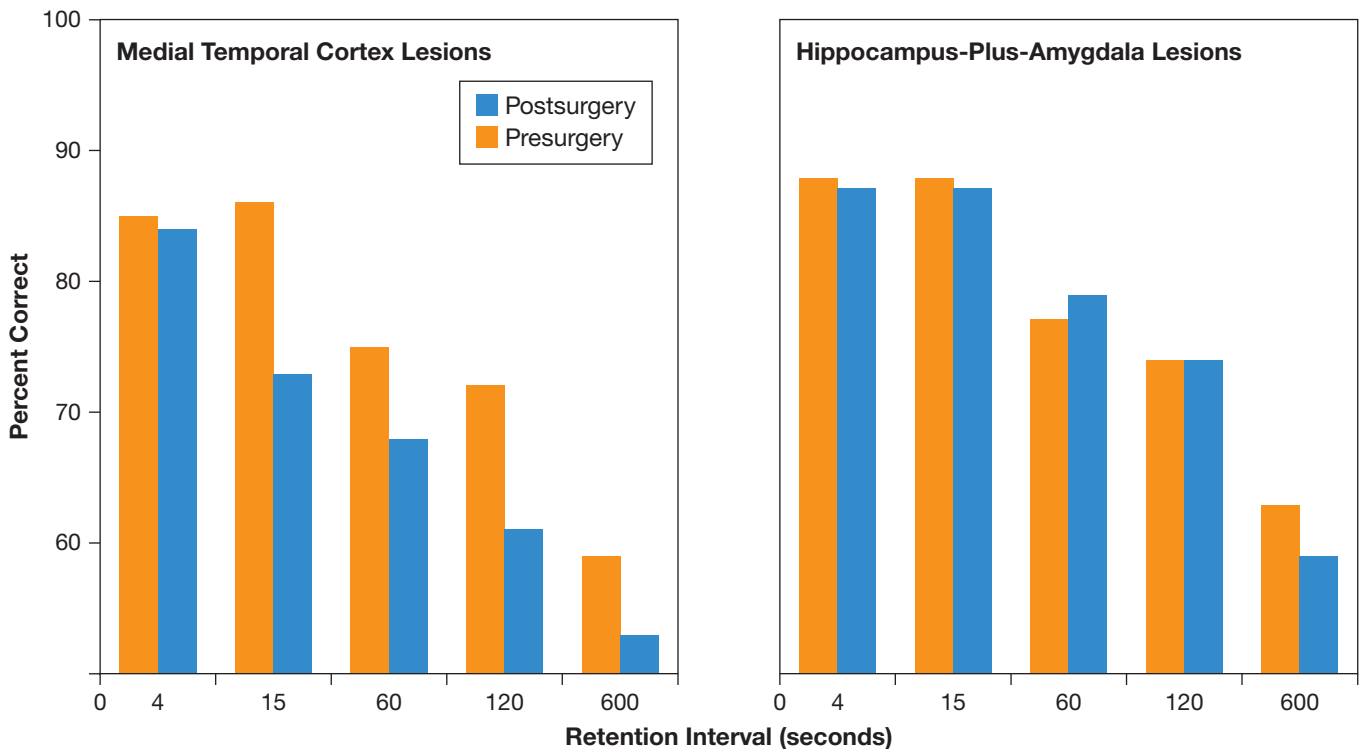 Medial Temporal Cortex Lesions
Postsurgery
Presurgery
Hippocampus-Plus-Amygdala Lesions
Percent Correct
100
90
80
70
60
0 4 15 60 120 600
0 4 15 60 120 600
Retention Interval (seconds)